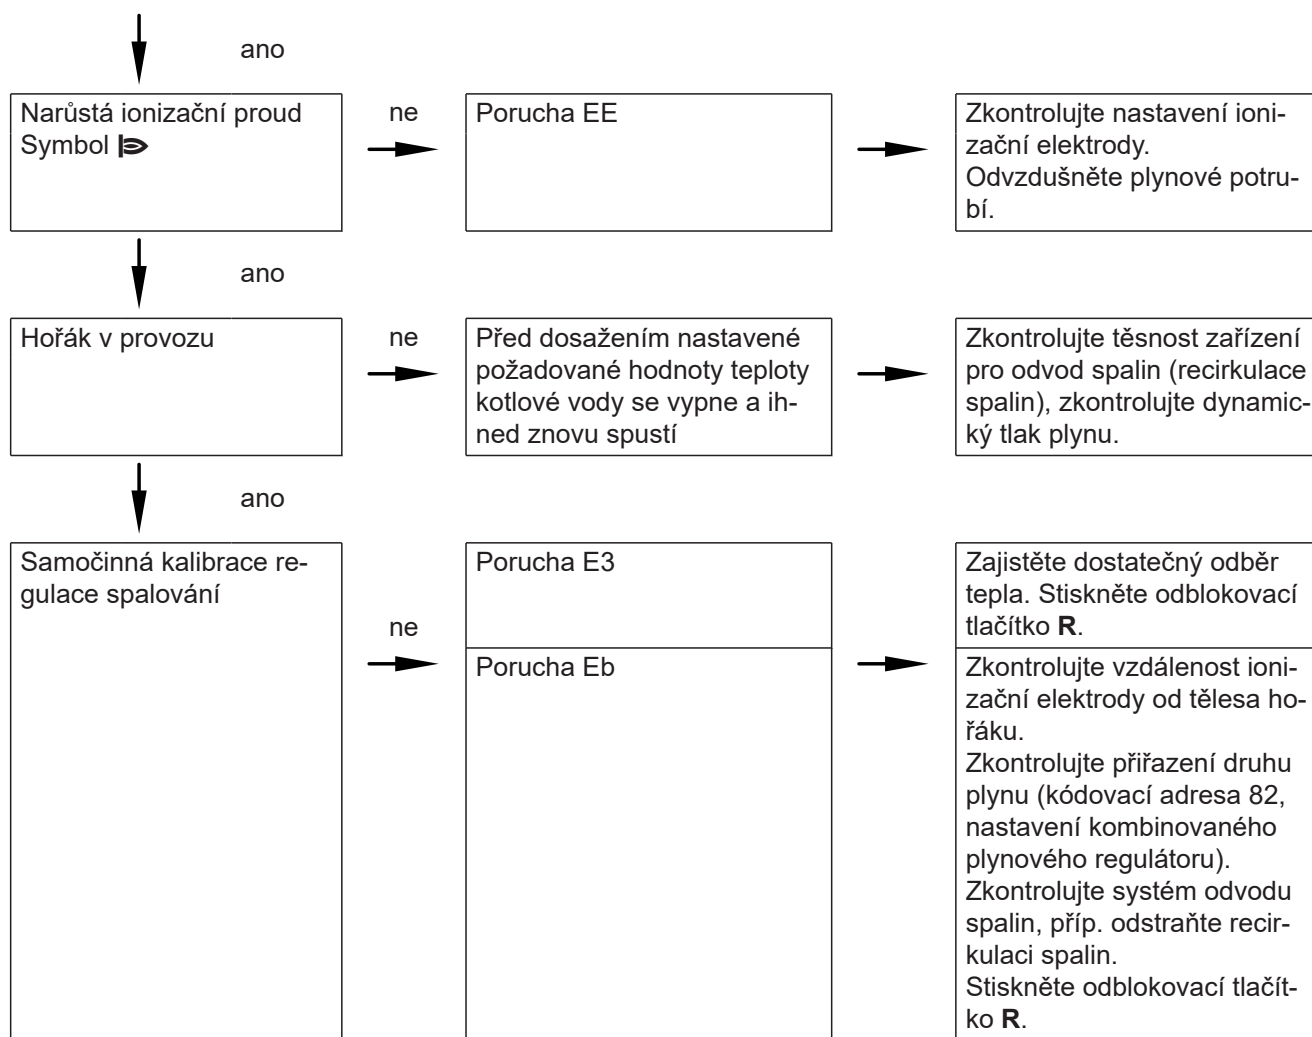 ano
Narůstá ionizační proud
Symbol
ne
Porucha EE
Zkontrolujte nastavení ioni-
zační elektrody.
Odvzdušněte plynové potru-
bí.
ano
Hořák v provozu
ne
Před dosažením nastavené
požadované hodnoty teploty
kotlové vody se vypne a ih-
ned znovu spustí
Zkontrolujte těsnost zařízení
pro odvod spalin (recirkulace
spalin), zkontrolujte dynamic-
ký tlak plynu.
ano
Samočinná kalibrace re-
gulace spalování
ne
Porucha E3
Zajistěte dostatečný odběr
tepla. Stiskněte odblokovací
tlačítko R.
Porucha Eb
Zkontrolujte vzdálenost ioni-
zační elektrody od tělesa ho-
řáku.
Zkontrolujte přiřazení druhu
plynu (kódovací adresa 82,
nastavení kombinovaného
plynového regulátoru).
Zkontrolujte systém odvodu
spalin, příp. odstraňte recir-
kulaci spalin.
Stiskněte odblokovací tlačít-
ko R.